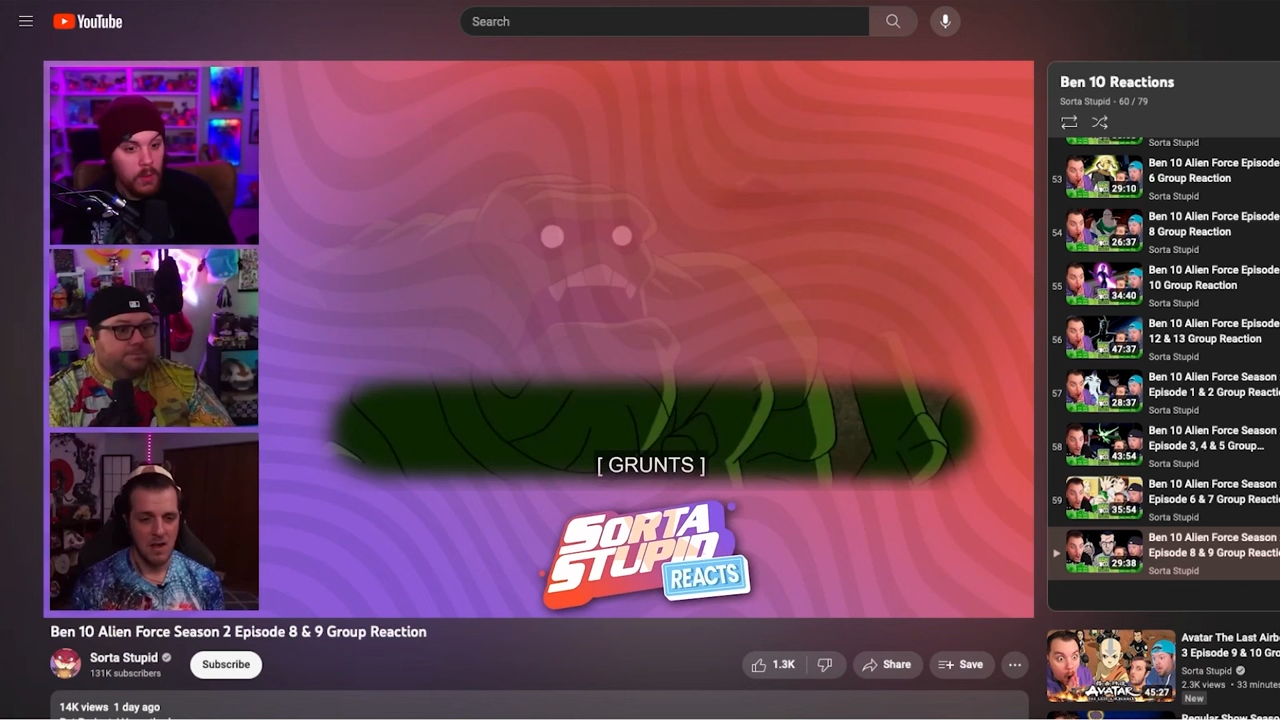 YouTube
Search
[ GRUNTS ]
SORTA
STUPID
REACTS
Ben 10 Alien Force Season 2 Episode 8 & 9 Group Reaction
Sorta Stupid
131K subscribers
Subscribe
1.3K
Share
Save
14K views 1 day ago
Ben 10 Reactions
Sorta Stupid - 60 / 79
Sorta Stupid
53
29:10
Ben 10 Alien Force Episode
6 Group Reaction
Sorta Stupid
54
26:37
Ben 10 Alien Force Episode
8 Group Reaction
Sorta Stupid
55
34:40
Ben 10 Alien Force Episode
10 Group Reaction
Sorta Stupid
56
47:37
Ben 10 Alien Force Episode
12 & 13 Group Reaction
Sorta Stupid
57
28:37
Ben 10 Alien Force Season
Episode 1 & 2 Group Reactio
Sorta Stupid
58
43:54
Ben 10 Alien Force Season
Episode 3, 4 & 5 Group...
Sorta Stupid
59
35:54
Ben 10 Alien Force Season
Episode 6 & 7 Group Reactio
Sorta Stupid
29:38
Ben 10 Alien Force Season
Episode 8 & 9 Group Reactio
Sorta Stupid
AVATAR
45:27
Avatar The Last Airb
3 Episode 9 & 10 Gro
Sorta Stupid
2.3K views • 33 minutes
New
Regular Show Season